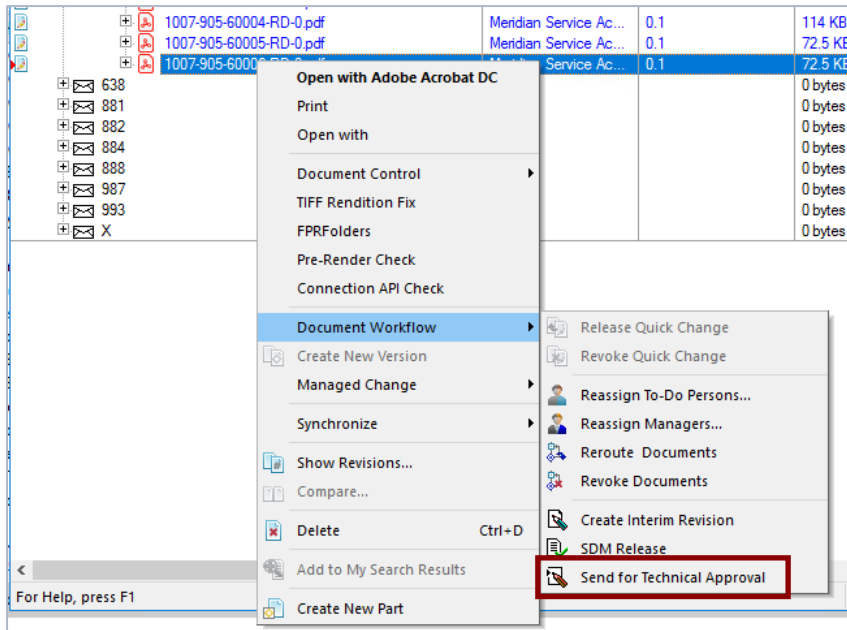 1007-905-60004-RD-0.pdf Meridian Service Ac... 0.1 114 KB
1007-905-60005-RD-0.pdf Meridian Service Ac... 0.1 72.5 KB
1007-905-6000 Service Ac... 0.1 72.5 KB
638 0 bytes
881 0 bytes
882 0 bytes
884 0 bytes
888 0 bytes
987 0 bytes
993 0 bytes
X 0 bytes
Open with Adobe Acrobat DC
Print
Open with
Document Control
TIFF Rendition Fix
FPRFolders
Pre-Render Check
Connection API Check
Document Workflow
Create New Version
Managed Change
Synchronize
Show Revisions...
Compare...
Delete Ctrl+D
Add to My Search Results
Create New Part
Release Quick Change
Revoke Quick Change
Reassign To-Do Persons...
Reassign Managers...
Reroute Documents
Revoke Documents
Create Interim Revision
SDM Release
Send for Technical Approval
For Help, press F1